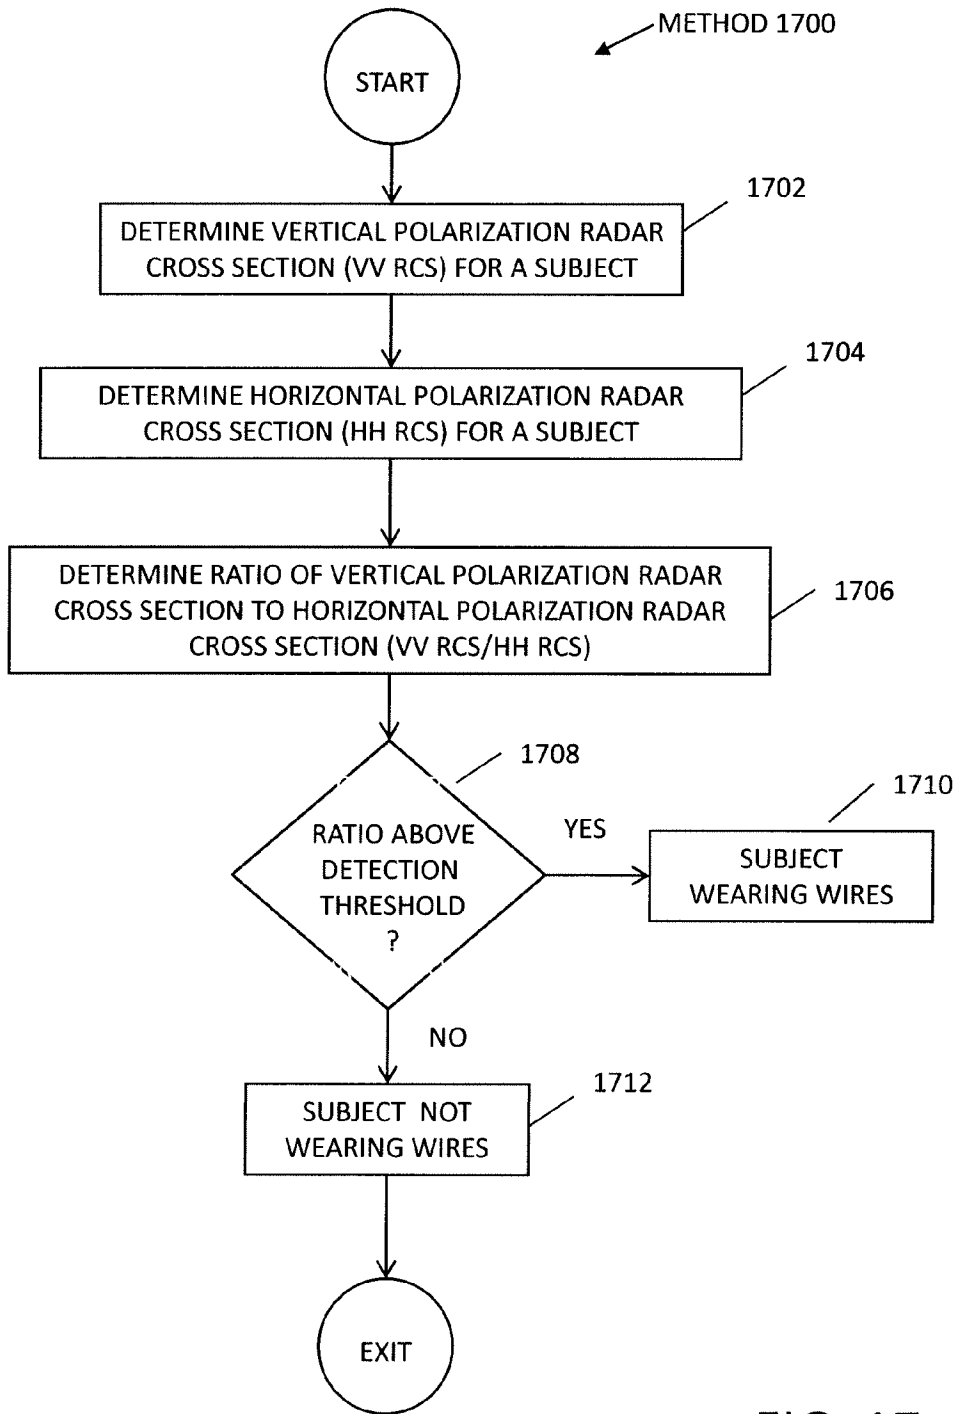 METHOD 1700
START
1702
DETERMINE VERTICAL POLARIZATION RADAR
CROSS SECTION (VV RCS) FOR A SUBJECT
1704
DETERMINE HORIZONTAL POLARIZATION RADAR
CROSS SECTION (HH RCS) FOR A SUBJECT
1706
DETERMINE RATIO OF VERTICAL POLARIZATION RADAR
CROSS SECTION TO HORIZONTAL POLARIZATION RADAR
CROSS SECTION (VV RCS/HH RCS)
1708
RATIO ABOVE
DETECTION
THRESHOLD
?
YES
1710
SUBJECT
WEARING WIRES
NO
1712
SUBJECT NOT
WEARING WIRES
EXIT